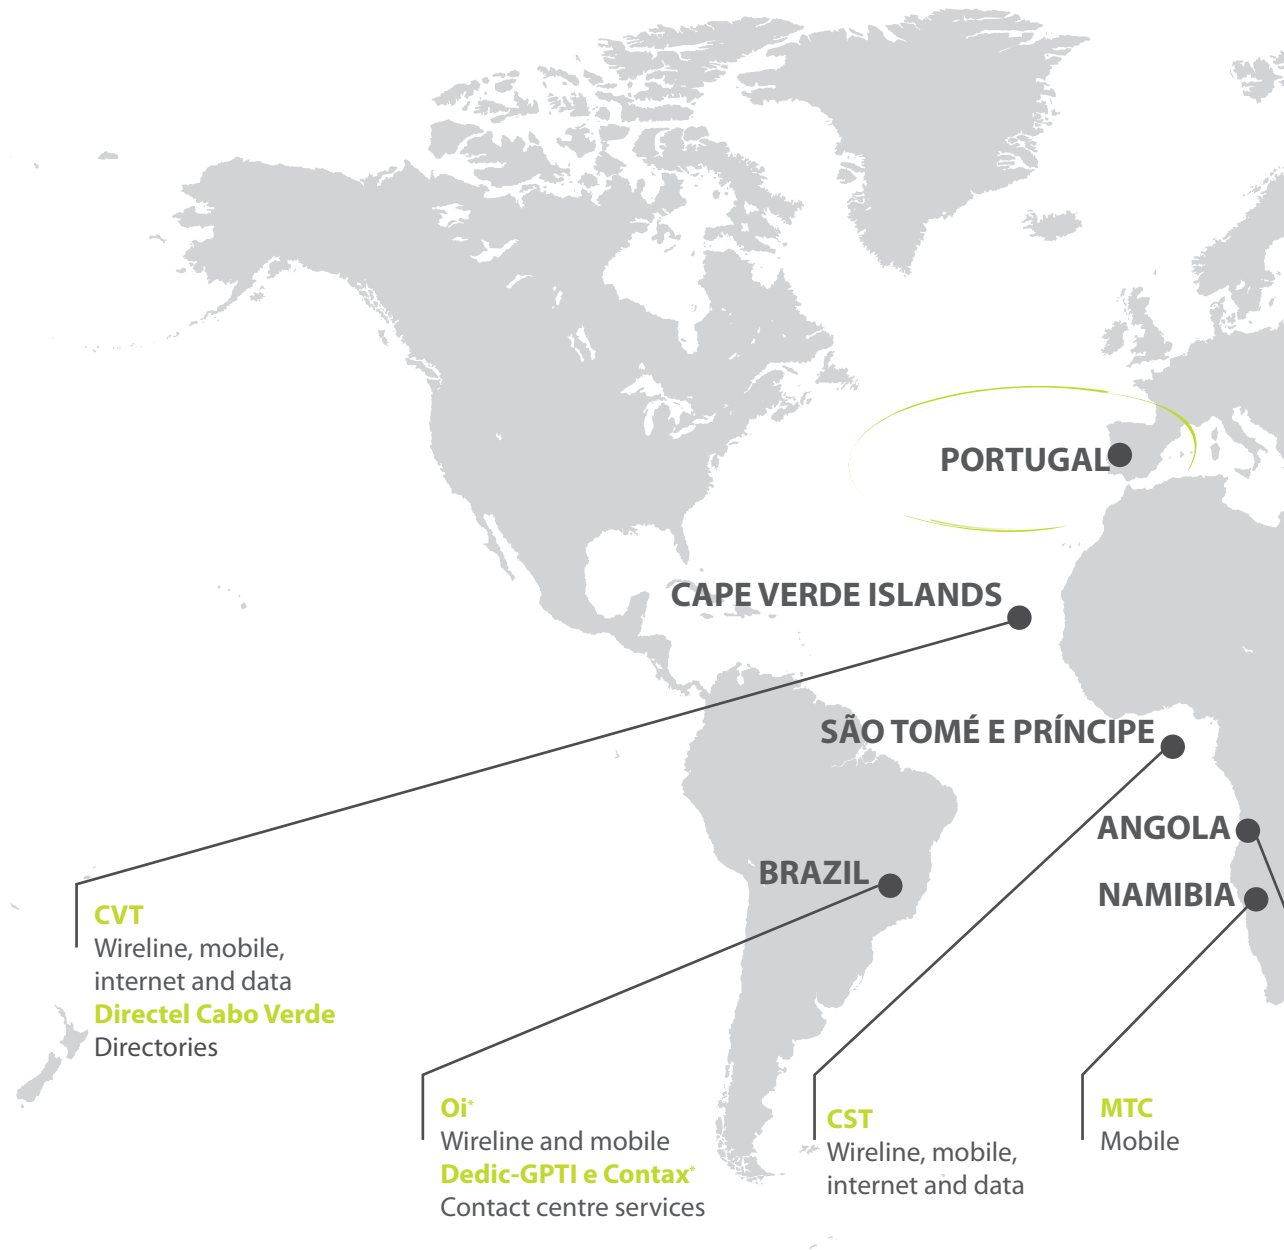 PORTUGAL
CAPE VERDE ISLANDS
SÃO TOMÉ E PRÍNCIPE
ANGOLA
BRAZIL
NAMIBIA
CVT
Wireline, mobile,
internet and data
Directel Cabo Verde
Directories
Oi*
Wireline and mobile
Dedic-GPTI e Contax*
Contact centre services
CST
Wireline, mobile,
internet and data
MTC
Mobile